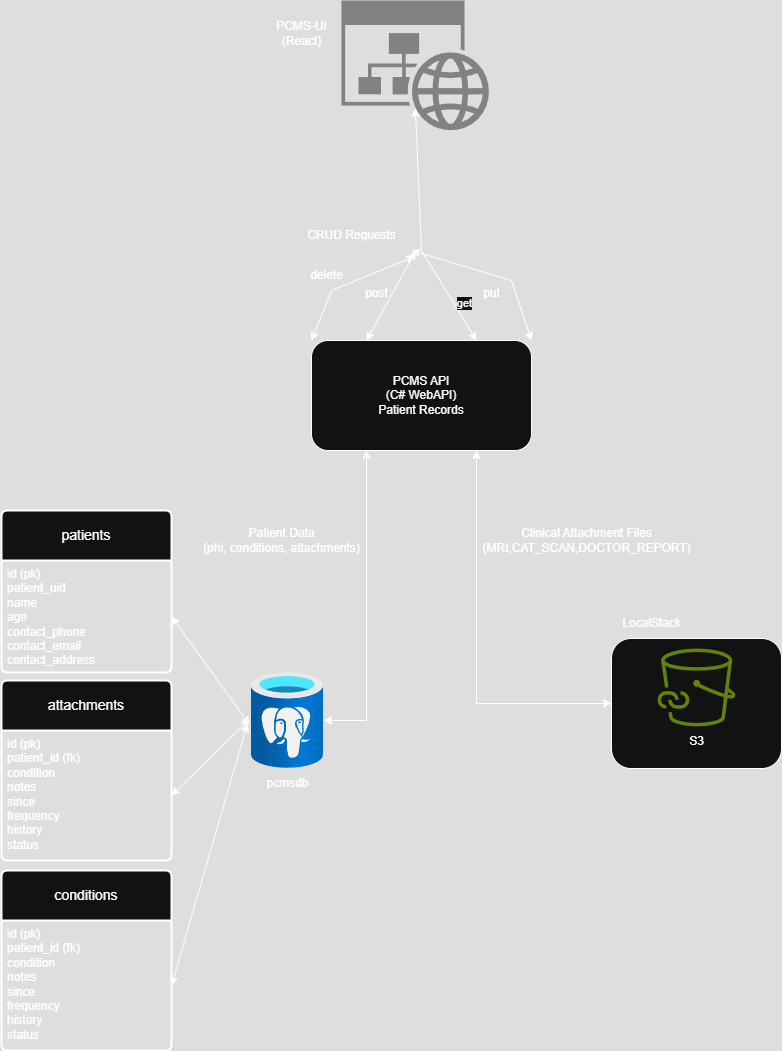 PCMS-UI
(React)
CRUD Requests
delete
post
get
put
PCMS API
(C# WebAPI)
Patient Records
Patient Data
(phi, conditions, attachments)
Clinical Attachment Files
(MRI,CAT_SCAN,DOCTOR_REPORT)
patients
id (pk)
patient_uid
name
age
contact_phone
contact_email
contact_address
LocalStack
S3
attachments
id (pk)
patient_id (fk)
condition
notes
since
frequency
history
status
pcmsdb
conditions
id (pk)
patient_id (fk)
condition
notes
since
frequency
history
status